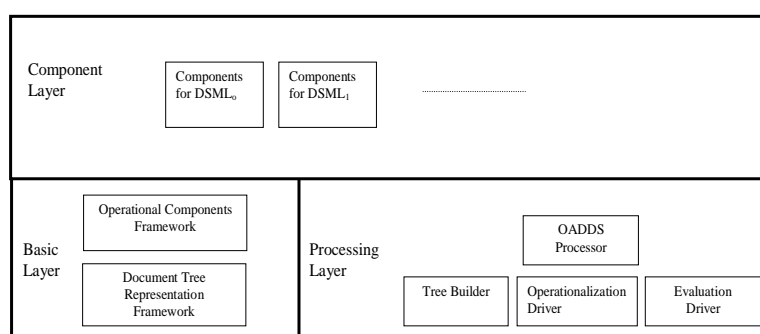 Component
Layer
Components
for DSMLₒ
Components
for DSML₁
Operational Components
Framework
Basic
Layer
Document Tree
Representation
Framework
Processing
Layer
OADDS
Processor
Tree Builder
Operationalization
Driver
Evaluation
Driver